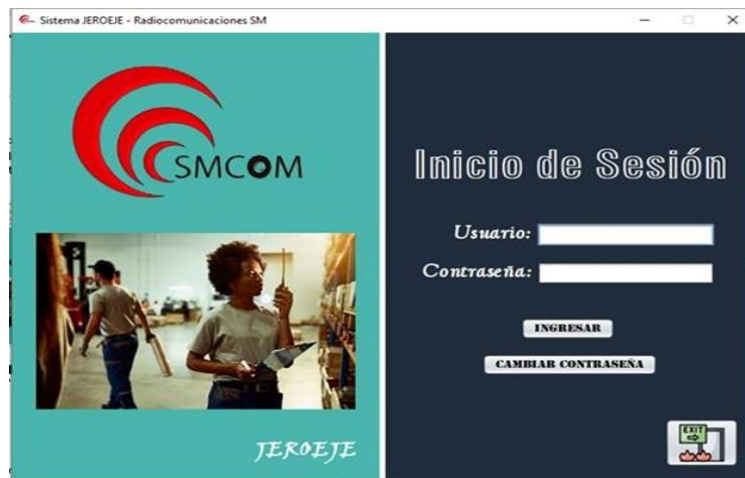 Sistema JEROEJE - Radiocomunicaciones SM
SMCOM
JEROEJE
Inicio de Sesión
Usuario:
Contraseña:
INGRESAR
CAMBIAR CONTRASEÑA
EXIT